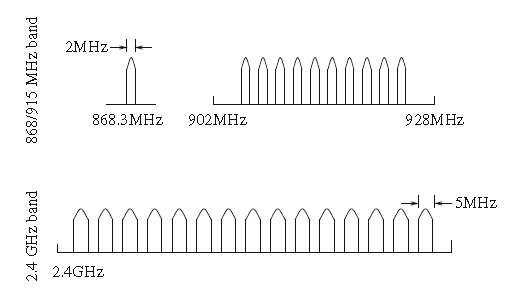 868/915 MHz band
2MHz
868.3MHz
902MHz
928MHz
2.4 GHz band
5MHz
2.4GHz